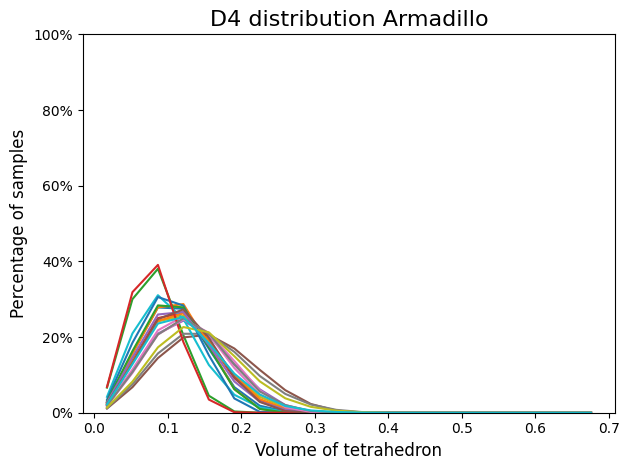 D4 distribution Armadillo
100%
80%
60%
40%
20%
0%
Percentage of samples
0.0 0.1 0.2 0.3 0.4 0.5 0.6 0.7
Volume of tetrahedron